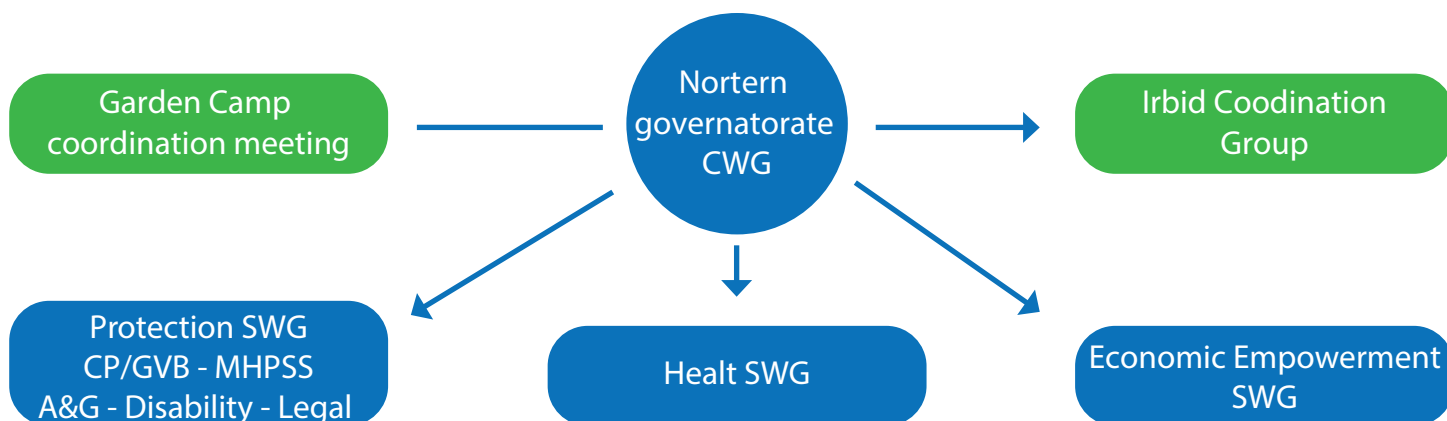 Garden Camp
coordination meeting
Nortern
governatorate
CWG
Irbid Coodination
Group
Protection SWG
CP/GVB - MHPSS
A&G - Disability - Legal
Healt SWG
Economic Empowerment
SWG